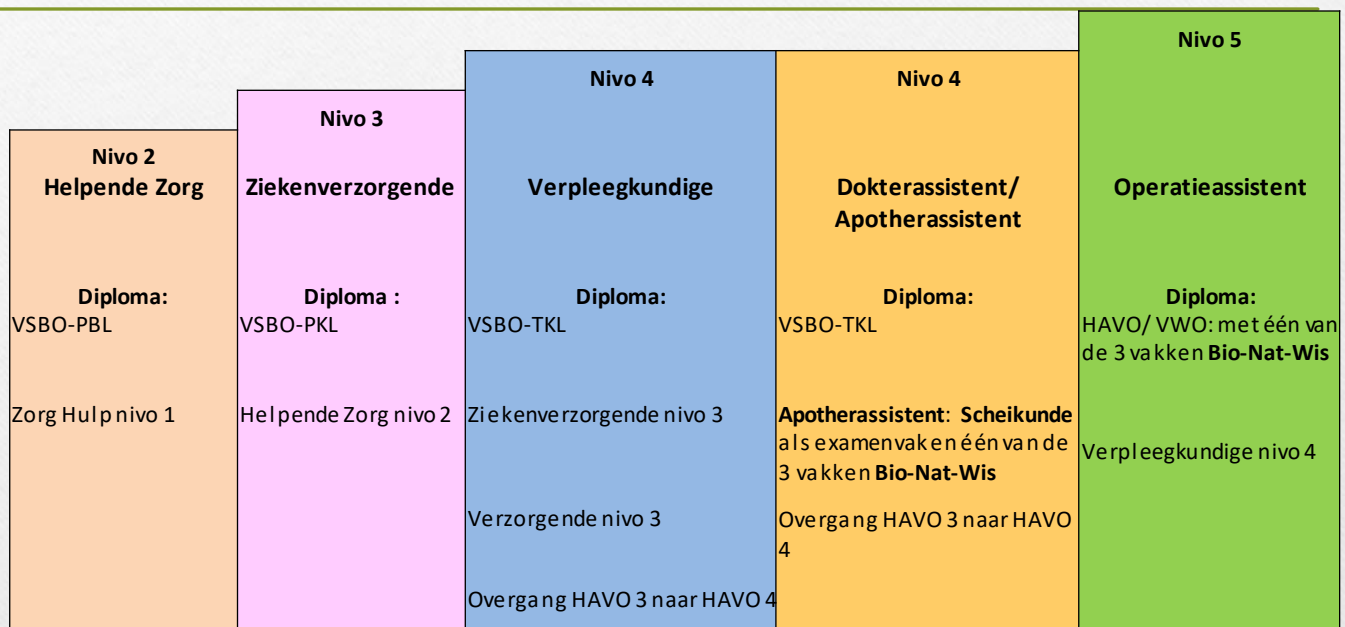 Nivo 2
Helpende Zorg
Diploma:
VSBO-PBL
Zorg Hulp nivo 1
Nivo 3
Ziekenverzorgende
Diploma :
VSBO-PKL
Helpende Zorg nivo 2
Nivo 4
Verpleegkundige
Diploma:
VSBO-TKL
Ziekenverzorgende nivo 3
Verzorgende nivo 3
Overgang HAVO 3 naar HAVO 4
Nivo 4
Dokterassistent/
Apotherassistent
Diploma:
VSBO-TKL
Apotherassistent: Scheikunde
als examenvak en één van de
3 vakken Bio-Nat-Wis
Overgang HAVO 3 naar HAVO
4
Nivo 5
Operatieassistent
Diploma:
HAVO/ VWO: met één van
de 3 vakken Bio-Nat-Wis
Verpleegkundige nivo 4